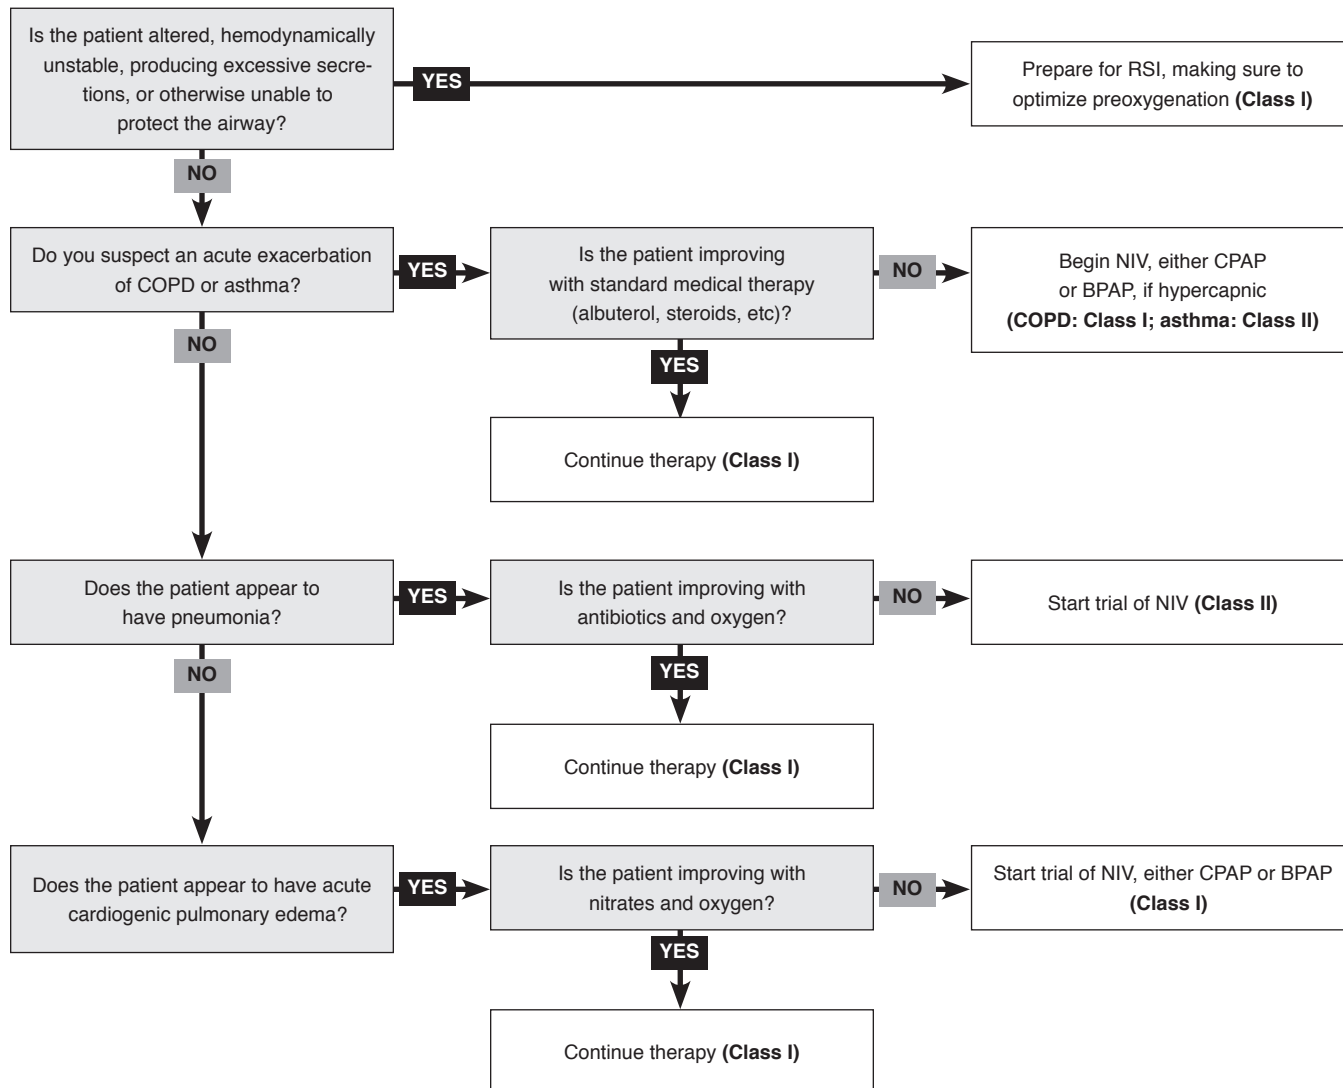 Is the patient altered, hemodynamically
unstable, producing excessive secre-
tions, or otherwise unable to
protect the airway?
YES
Prepare for RSI, making sure to
optimize preoxygenation (Class I)
NO
Do you suspect an acute exacerbation
of COPD or asthma?
YES
Is the patient improving
with standard medical therapy
(albuterol, steroids, etc)?
NO
Begin NIV, either CPAP
or BPAP, if hypercapnic
(COPD: Class I; asthma: Class II)
NO
YES
Continue therapy (Class I)
Does the patient appear to
have pneumonia?
YES
Is the patient improving with
antibiotics and oxygen?
NO
Start trial of NIV (Class II)
NO
YES
Continue therapy (Class I)
Does the patient appear to have acute
cardiogenic pulmonary edema?
YES
Is the patient improving with
nitrates and oxygen?
NO
Start trial of NIV, either CPAP or BPAP
(Class I)
YES
Continue therapy (Class I)